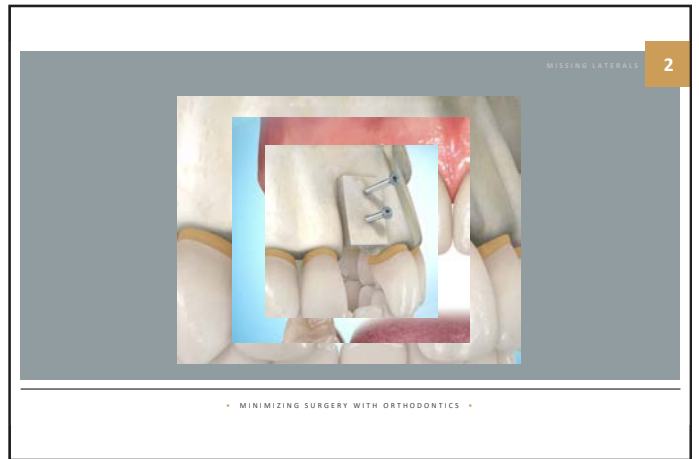 MISSING LATERALS 2
• MINIMIZING SURGERY WITH ORTHODONTICS •